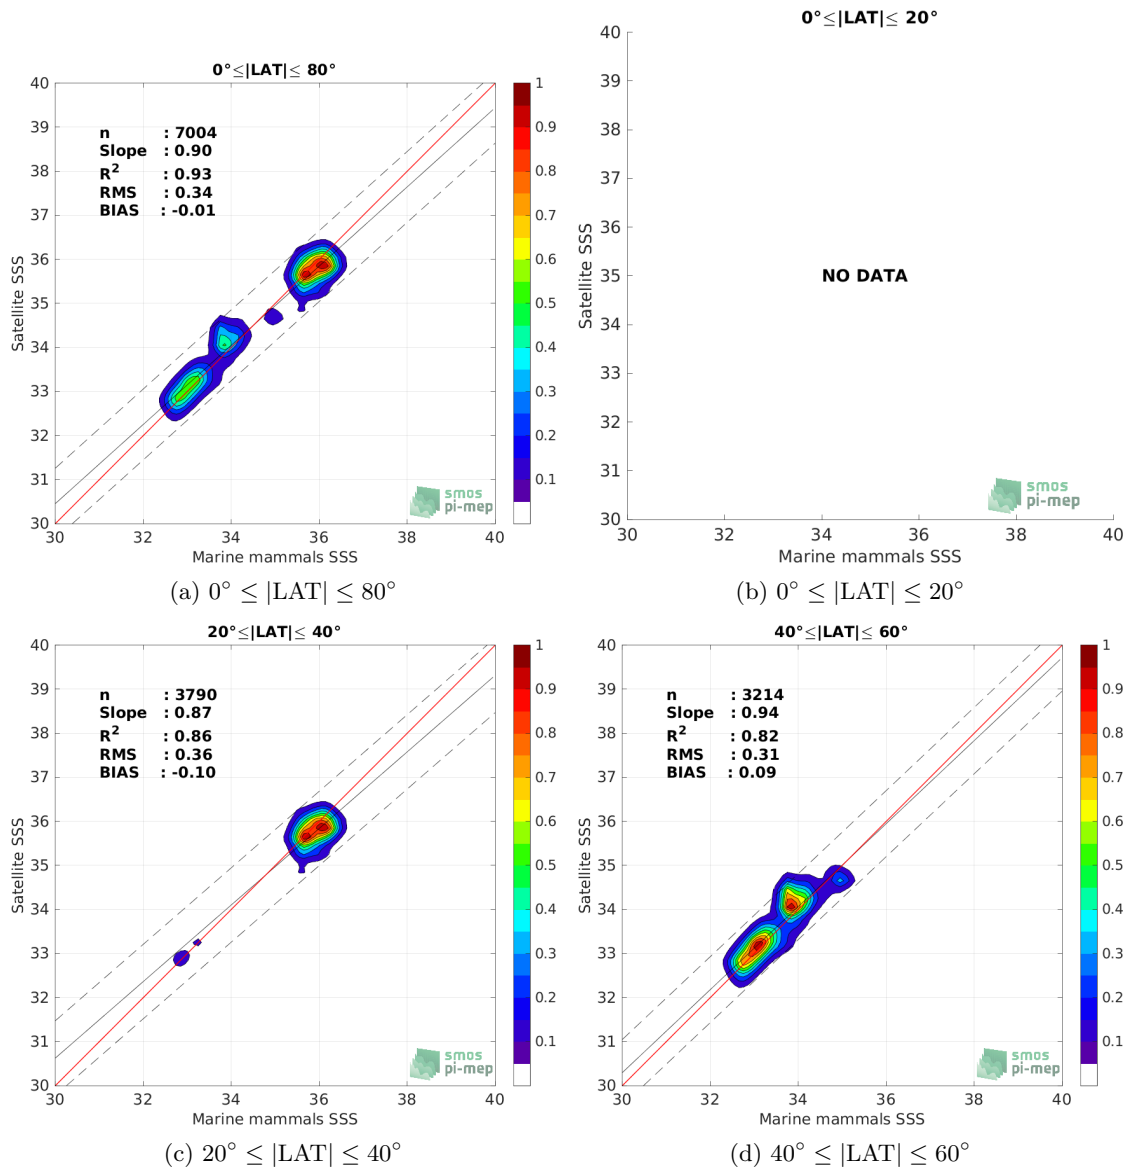 0°≤|LAT|≤ 80°
40
39
38
37
36
35
34
33
32
31
30
n : 7004
Slope : 0.90
R² : 0.93
RMS : 0.34
BIAS : -0.01
Satellite SSS
30 32 34 36 38 40
Marine mammals SSS
smos
pi-mep
1
0.9
0.8
0.7
0.6
0.5
0.4
0.3
0.2
0.1
(a) 0° ≤ |LAT| ≤ 80°
0°≤|LAT|≤ 20°
40
39
38
37
36
35
34
33
32
31
30
Satellite SSS
NO DATA
30 32 34 36 38 40
Marine mammals SSS
smos
pi-mep
(b) 0° ≤ |LAT| ≤ 20°
20°≤|LAT|≤ 40°
40
39
38
37
36
35
34
33
32
31
30
n : 3790
Slope : 0.87
R² : 0.86
RMS : 0.36
BIAS : -0.10
Satellite SSS
30 32 34 36 38 40
Marine mammals SSS
smos
pi-mep
1
0.9
0.8
0.7
0.6
0.5
0.4
0.3
0.2
0.1
(c) 20° ≤ |LAT| ≤ 40°
40°≤|LAT|≤ 60°
40
39
38
37
36
35
34
33
32
31
30
n : 3214
Slope : 0.94
R² : 0.82
RMS : 0.31
BIAS : 0.09
Satellite SSS
30 32 34 36 38 40
Marine mammals SSS
smos
pi-mep
1
0.9
0.8
0.7
0.6
0.5
0.4
0.3
0.2
0.1
(d) 40° ≤ |LAT| ≤ 60°